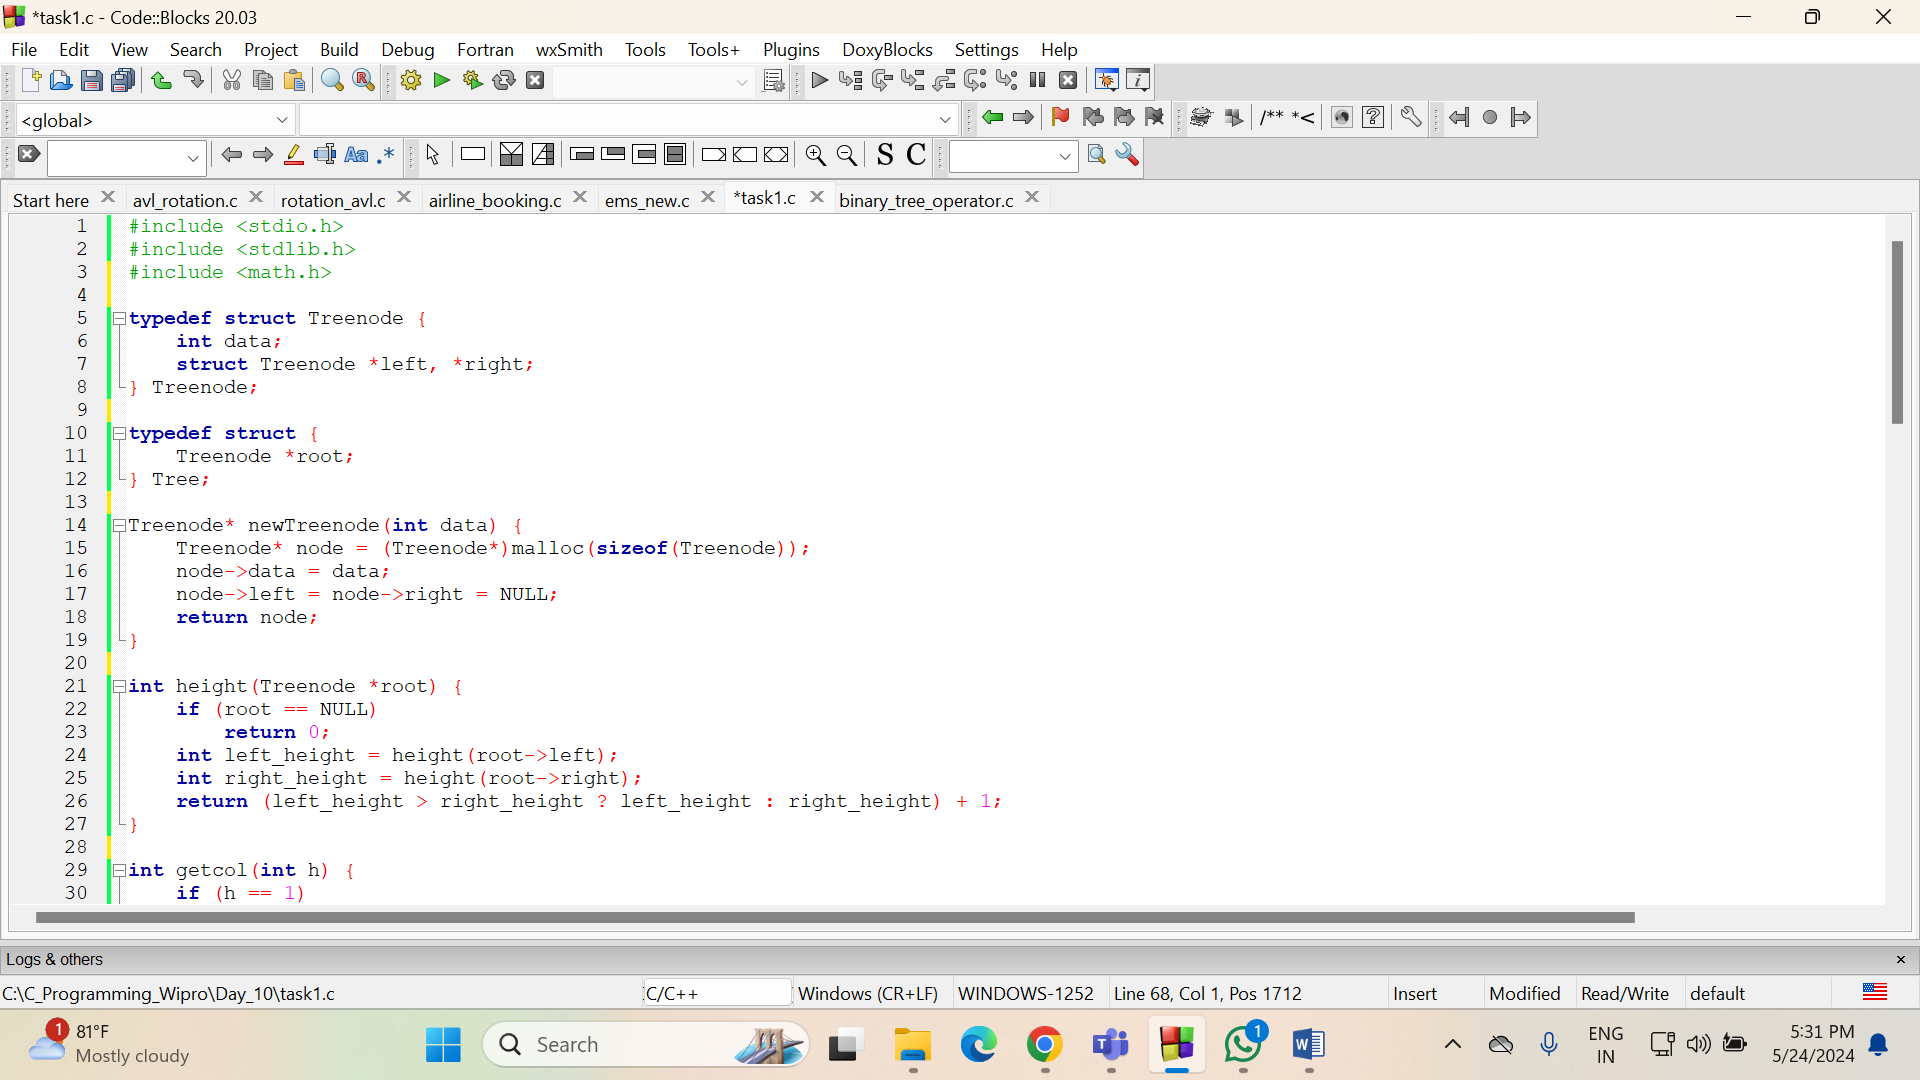 *task1.c - Code::Blocks 20.03
File Edit View Search Project Build Debug Fortran wxSmith Tools Tools+ Plugins DoxyBlocks Settings Help
<global>
/** *<
Aa .* S C
Start here avl_rotation.c rotation_avl.c airline_booking.c ems_new.c *task1.c binary_tree_operator.c
1 #include <stdio.h>
2 #include <stdlib.h>
3 #include <math.h>
4
5 typedef struct Treenode {
6 int data;
7 struct Treenode *left, *right;
8 } Treenode;
9
10 typedef struct {
11 Treenode *root;
12 } Tree;
13
14 Treenode* newTreenode(int data) {
15 Treenode* node = (Treenode*)malloc(sizeof(Treenode));
16 node->data = data;
17 node->left = node->right = NULL;
18 return node;
19 }
20
21 int height(Treenode *root) {
22 if (root == NULL)
23 return 0;
24 int left_height = height(root->left);
25 int right_height = height(root->right);
26 return (left_height > right_height ? left_height : right_height) + 1;
27 }
28
29 int getcol(int h) {
30 if (h == 1)
Logs & others
C:\C_Programming_Wipro\Day_10\task1.c C/C++ Windows (CR+LF) WINDOWS-1252 Line 68, Col 1, Pos 1712 Insert Modified Read/Write default
1 81°F
Mostly cloudy
Search
1
ENG
IN
5:31 PM
5/24/2024